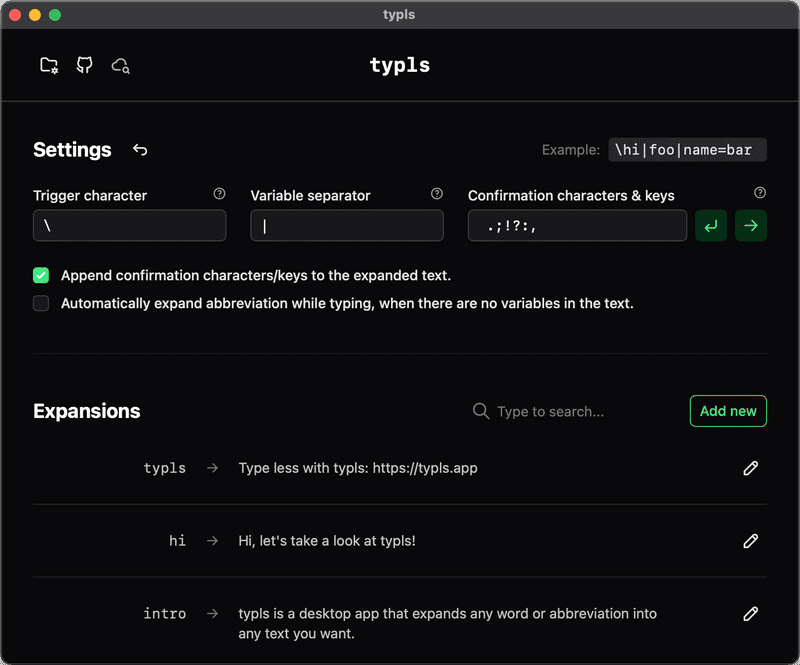 typls
typls
Settings
Example: \hi|foo|name=bar
Trigger character
Variable separator
Confirmation characters & keys
\
|
.;!?:,
Append confirmation characters/keys to the expanded text.
Automatically expand abbreviation while typing, when there are no variables in the text.
Expansions
Type to search...
Add new
typls → Type less with typls: https://typls.app
hi → Hi, let's take a look at typls!
intro → typls is a desktop app that expands any word or abbreviation into
any text you want.